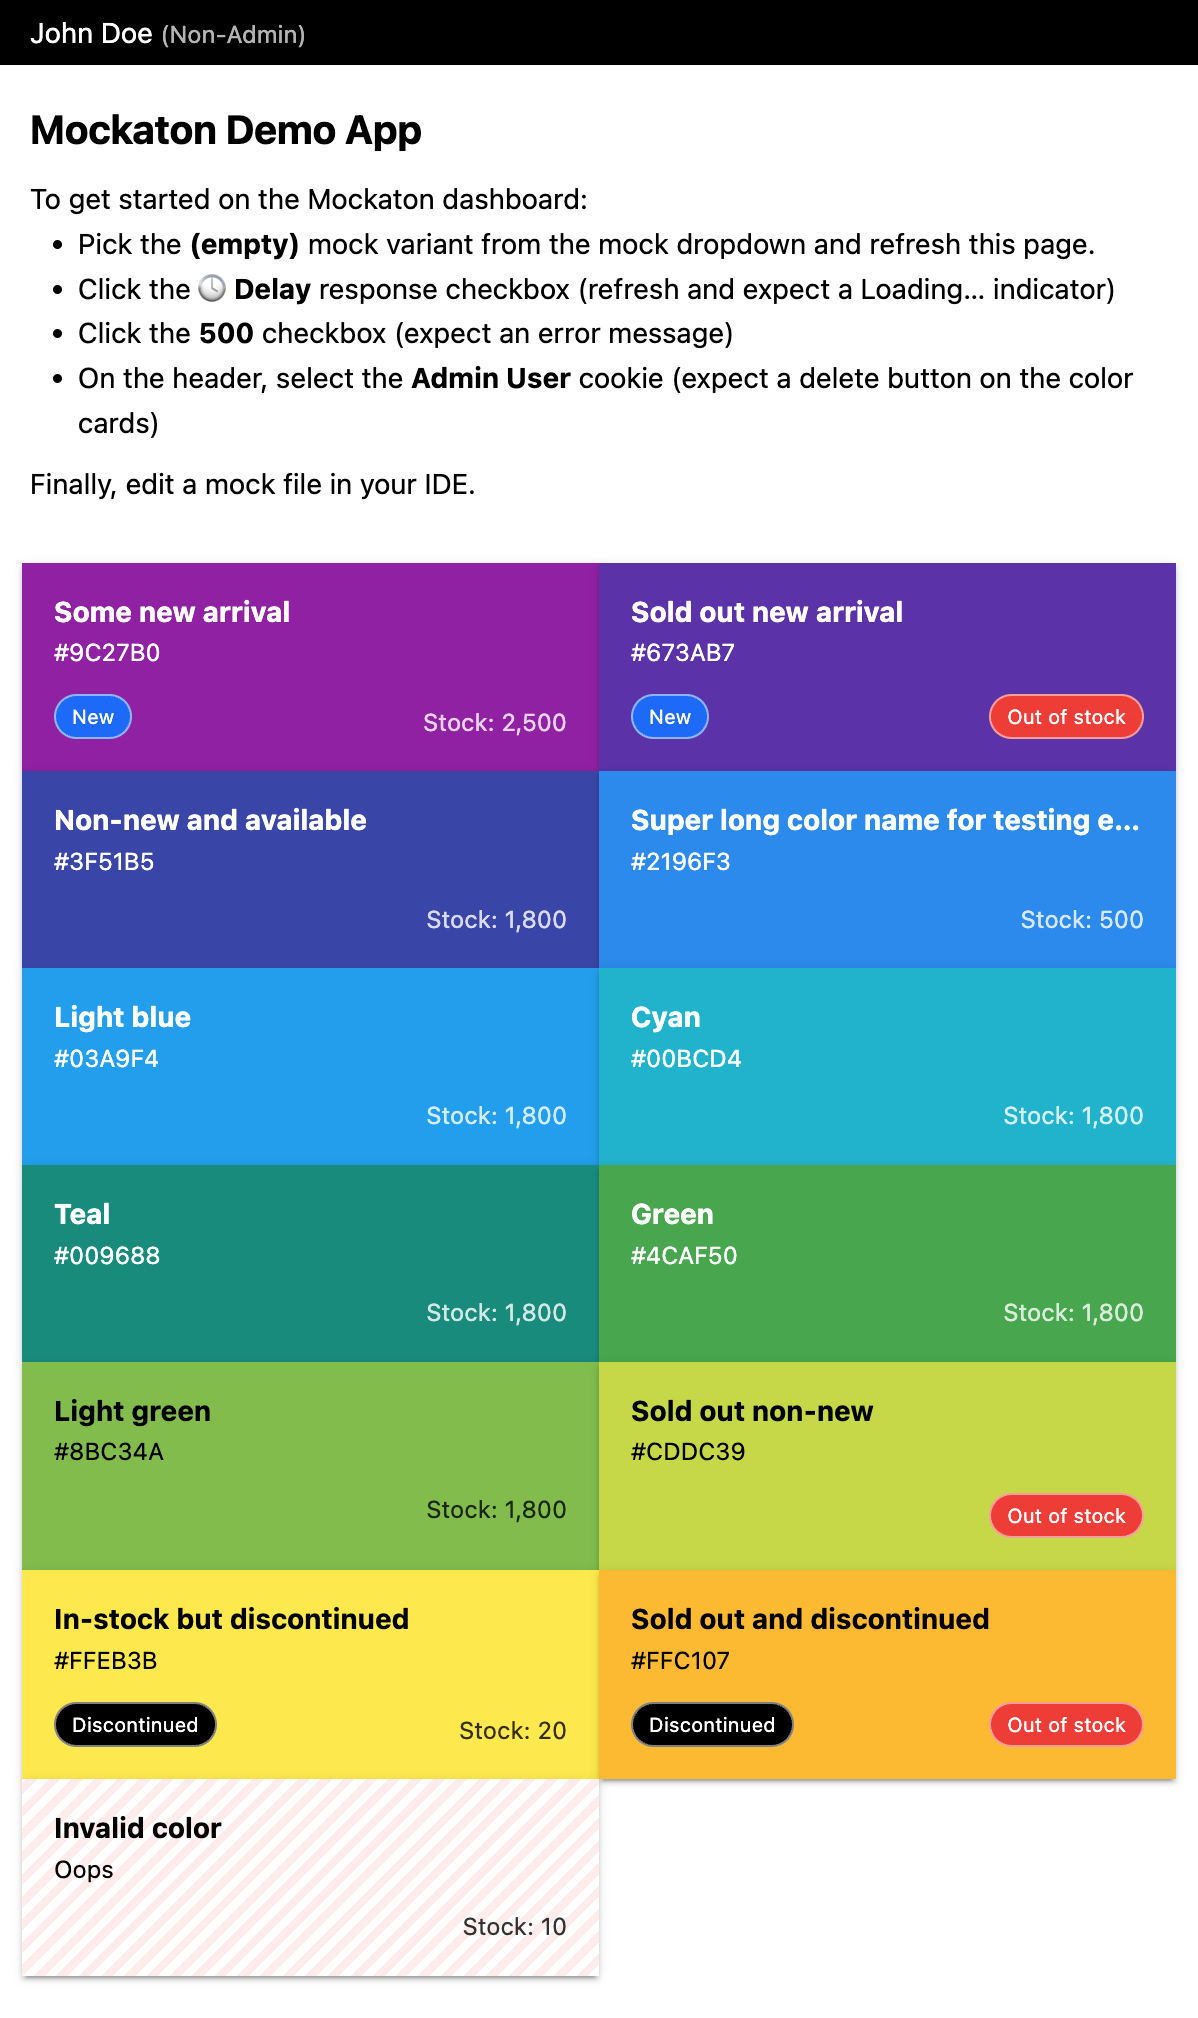 John Doe (Non-Admin)
Mockaton Demo App
To get started on the Mockaton dashboard:
• Pick the (empty) mock variant from the mock dropdown and refresh this page.
• Click the 🕓 Delay response checkbox (refresh and expect a Loading... indicator)
• Click the 500 checkbox (expect an error message)
• On the header, select the Admin User cookie (expect a delete button on the color
cards)
Finally, edit a mock file in your IDE.
Some new arrival
#9C27B0
New
Stock: 2,500
Sold out new arrival
#673AB7
New
Out of stock
Non-new and available
#3F51B5
Stock: 1,800
Super long color name for testing e...
#2196F3
Stock: 500
Light blue
#03A9F4
Stock: 1,800
Cyan
#00BCD4
Stock: 1,800
Teal
#009688
Stock: 1,800
Green
#4CAF50
Stock: 1,800
Light green
#8BC34A
Stock: 1,800
Sold out non-new
#CDDC39
Out of stock
In-stock but discontinued
#FFEB3B
Discontinued
Stock: 20
Sold out and discontinued
#FFC107
Discontinued
Out of stock
Invalid color
Oops
Stock: 10